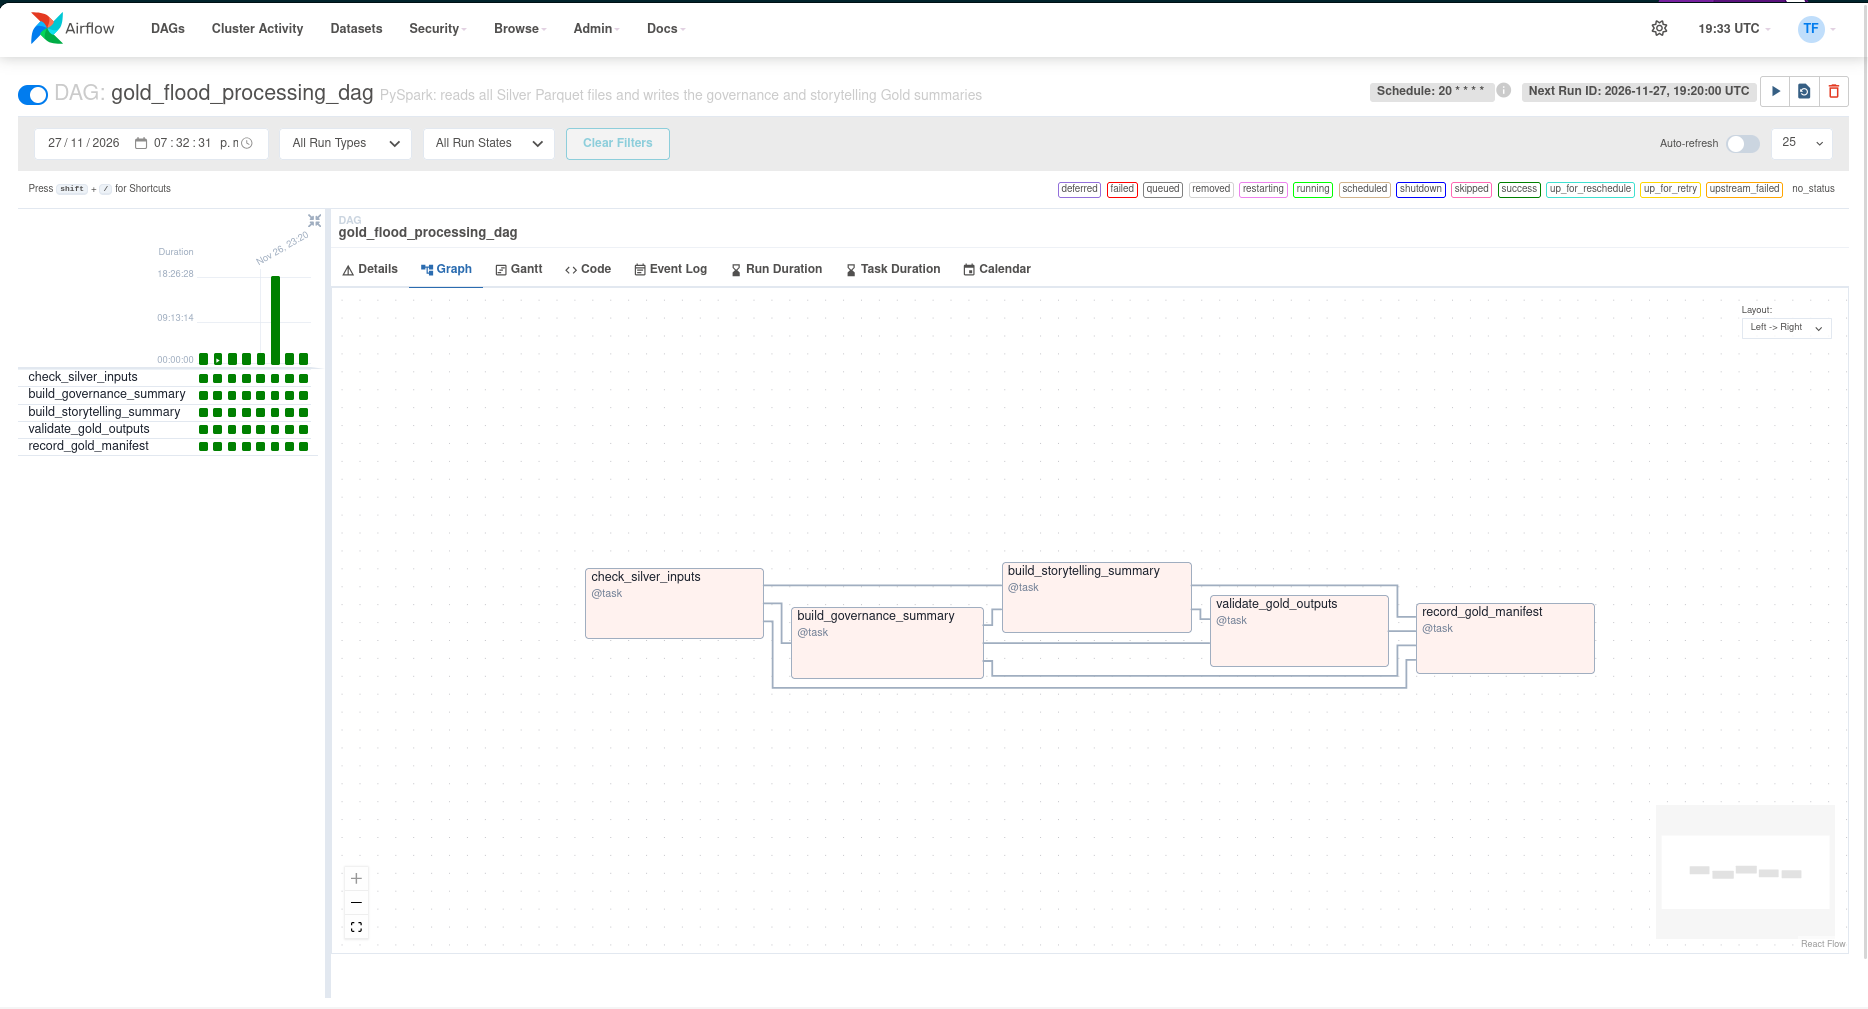 Airflow DAGs Cluster Activity Datasets Security Browse Admin Docs 19:33 UTC TF
DAG: gold_flood_processing_dag PySpark: reads all Silver Parquet files and writes the governance and storytelling Gold summaries Schedule: 20 * * * * Next Run ID: 2026-11-27, 19:20:00 UTC
27 / 11 / 2026 07 : 32 : 31 p. n All Run Types All Run States Clear Filters Auto-refresh 25
Press shift + / for Shortcuts deferred failed queued removed restarting running scheduled shutdown skipped success up_for_reschedule up_for_retry upstream_failed no_status
Nov 26, 23:20
Duration
18:26:28
09:13:14
00:00:00
check_silver_inputs
build_governance_summary
build_storytelling_summary
validate_gold_outputs
record_gold_manifest
DAG
gold_flood_processing_dag
Details Graph Gantt Code Event Log Run Duration Task Duration Calendar
Layout:
Left -> Right
check_silver_inputs
@task
build_governance_summary
@task
build_storytelling_summary
@task
validate_gold_outputs
@task
record_gold_manifest
@task
React Flow